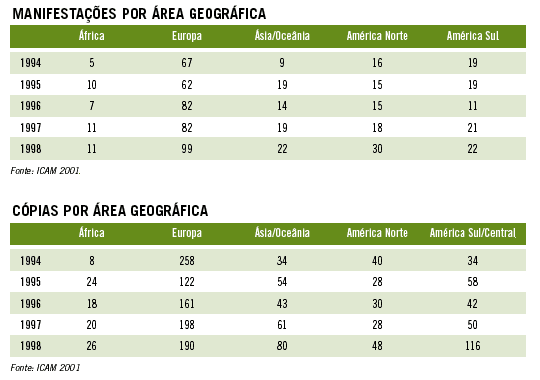 MANIFESTAÇÕES POR ÁREA GEOGRÁFICA
África Europa Ásia/Oceânia América Norte América Sul
1994 5 67 9 16 19
1995 10 62 19 15 19
1996 7 82 14 15 11
1997 11 82 19 18 21
1998 11 99 22 30 22
Fonte: ICAM 2001.
CÓPIAS POR ÁREA GEOGRÁFICA
África Europa Ásia/Oceânia América Norte América Sul/Central
1994 8 258 34 40 34
1995 24 122 54 28 58
1996 18 161 43 30 42
1997 20 198 61 28 50
1998 26 190 80 48 116
Fonte: ICAM 2001